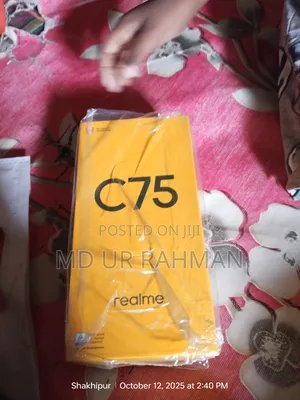 C75
POSTED ON JIJI
MD UR RAHMAN
realme
Shakhipur October 12, 2025 at 2:40 PM